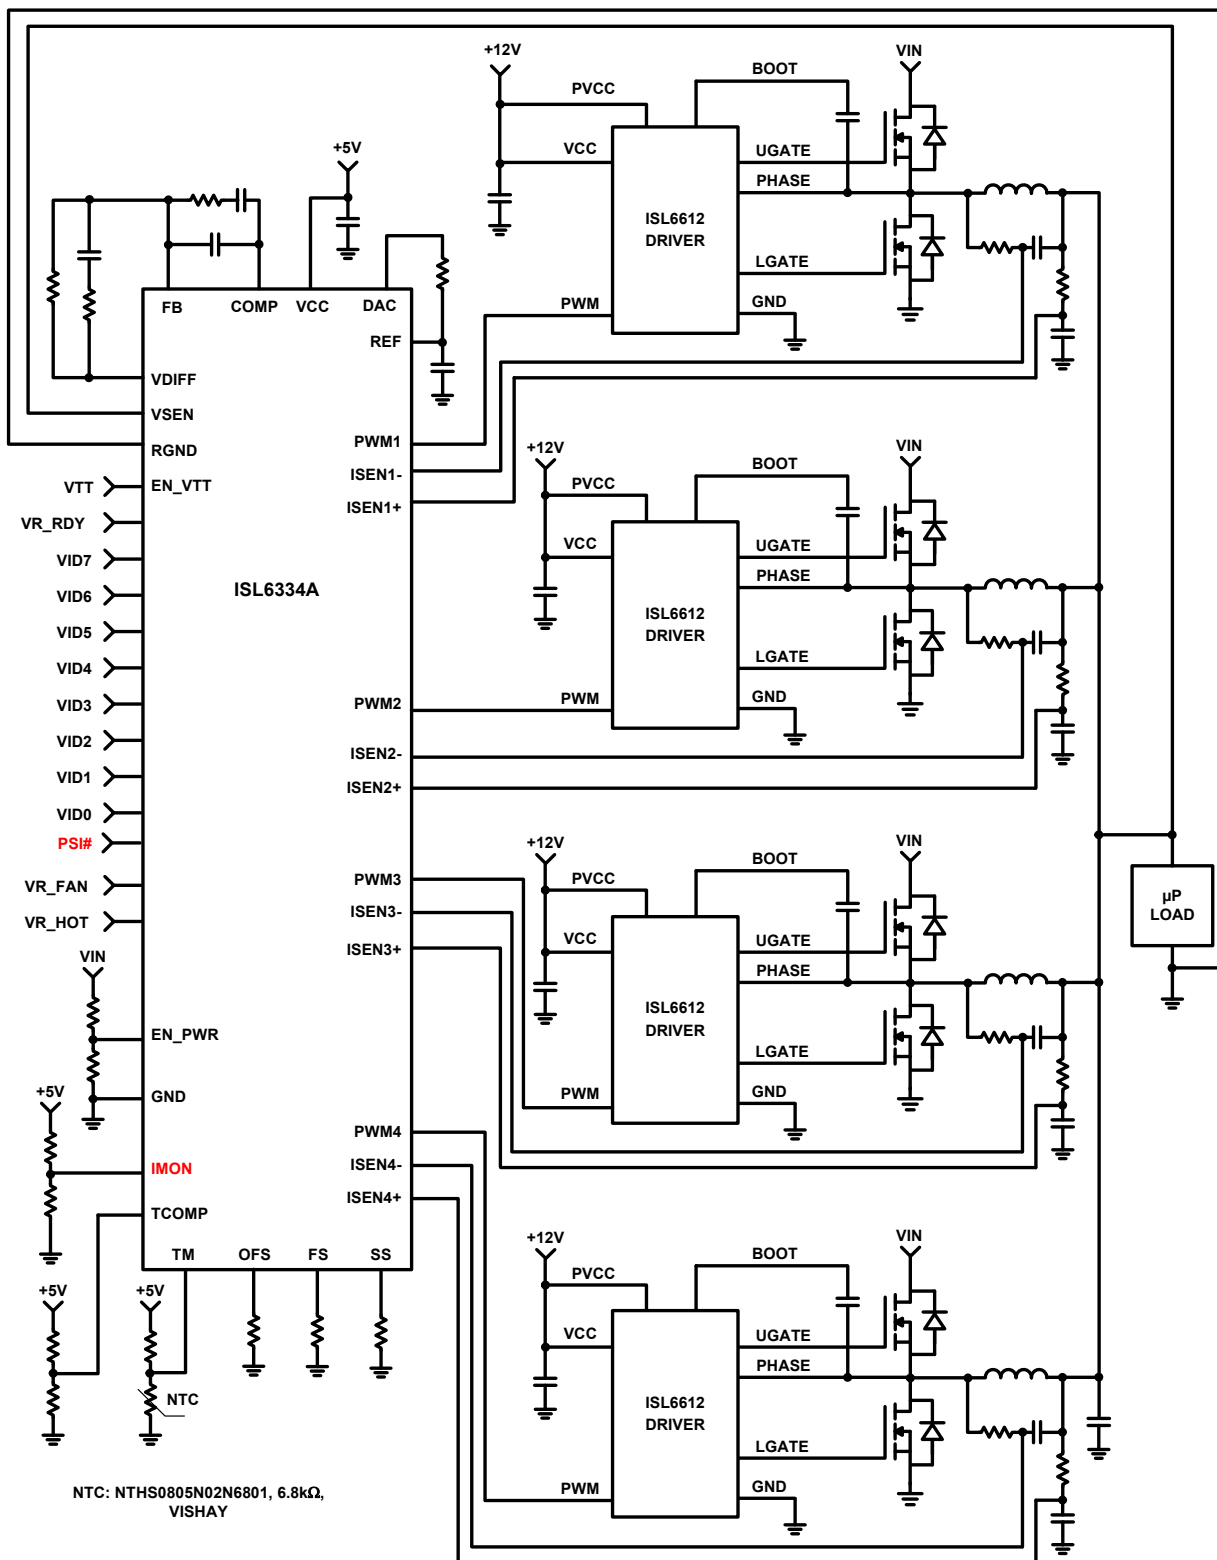 +12V
VIN
BOOT
PVCC
VCC
UGATE
PHASE
ISL6612
DRIVER
LGATE
GND
PWM
+5V
FB
COMP
VCC
DAC
REF
VDIFF
VSEN
RGND
EN_VTT
VTT
VR_RDY
VID7
VID6
VID5
VID4
VID3
VID2
VID1
VID0
PSI#
VR_FAN
VR_HOT
VIN
EN_PWR
GND
+5V
IMON
TCOMP
TM
OFS
FS
SS
+5V
+5V
NTC
ISL6334A
PWM1
ISEN1-
ISEN1+
PWM2
ISEN2-
ISEN2+
PWM3
ISEN3-
ISEN3+
PWM4
ISEN4-
ISEN4+
+12V
VIN
BOOT
PVCC
VCC
UGATE
PHASE
ISL6612
DRIVER
LGATE
GND
PWM
+12V
VIN
BOOT
PVCC
VCC
UGATE
PHASE
ISL6612
DRIVER
LGATE
GND
PWM
µP
LOAD
+12V
VIN
BOOT
PVCC
VCC
UGATE
PHASE
ISL6612
DRIVER
LGATE
GND
PWM
NTC: NTHS0805N02N6801, 6.8kΩ,
VISHAY